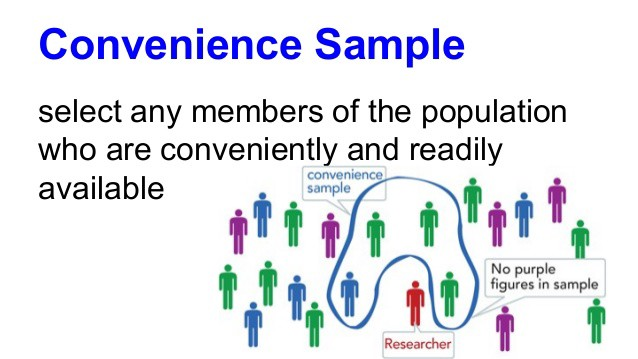 Convenience Sample
select any members of the population
who are conveniently and readily
available
convenience
sample
No purple
figures in sample
Researcher